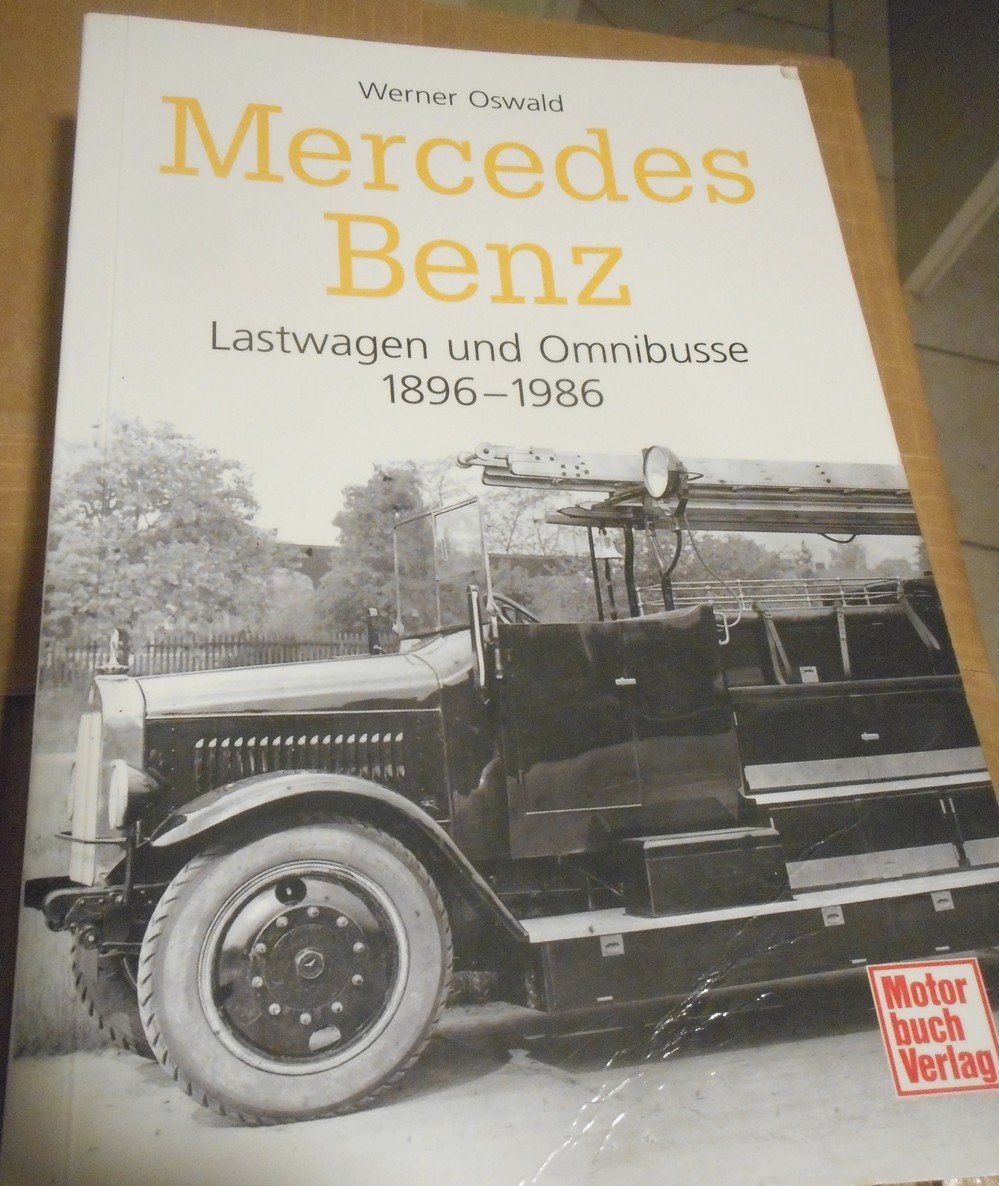 Werner Oswald
Mercedes
Benz
Lastwagen und Omnibusse
1896–1986
Motor
buch
Verlag